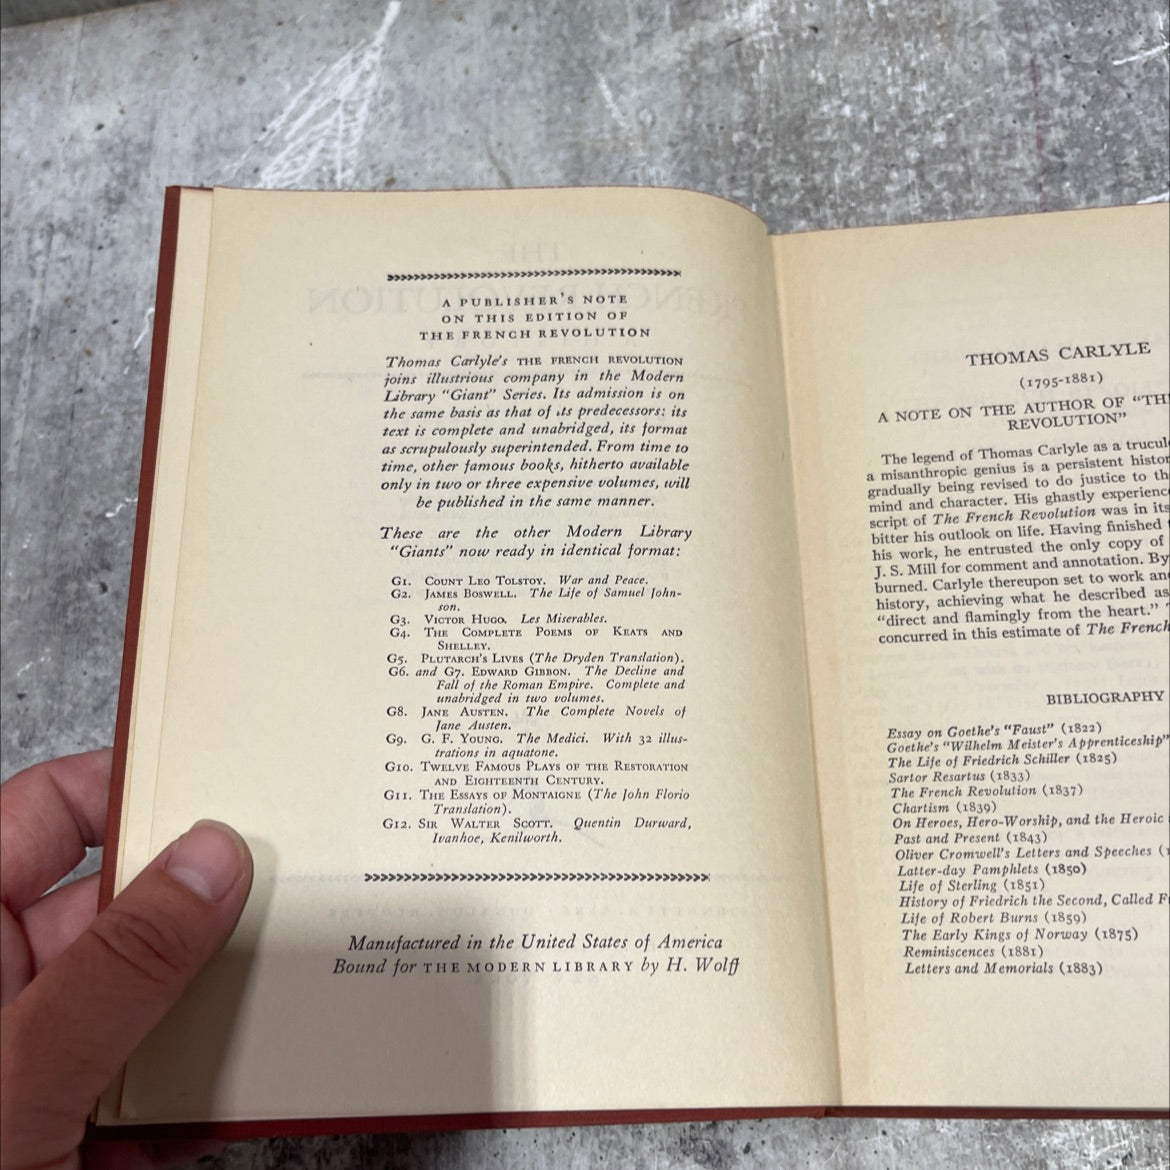 A PUBLISHER'S NOTE
ON THIS EDITION OF
THE FRENCH REVOLUTION
Thomas Carlyle's THE FRENCH REVOLUTION
joins illustrious company in the Modern
Library "Giant" Series. Its admission is on
the same basis as that of its predecessors: its
text is complete and unabridged, its format
as scrupulously superintended. From time to
time, other famous books, hitherto available
only in two or three expensive volumes, will
be published in the same manner.
These are the other Modern Library
"Giants" now ready in identical format:
G1. COUNT LEO TOLSTOY. War and Peace.
G2. JAMES BOSWELL. The Life of Samuel John-
son.
G3. VICTOR HUGO. Les Miserables.
G4. THE COMPLETE POEMS OF KEATS AND
SHELLEY.
G5. PLUTARCH'S LIVES (The Dryden Translation).
G6. and G7. EDWARD GIBBON. The Decline and
Fall of the Roman Empire. Complete and
unabridged in two volumes.
G8. JANE AUSTEN. The Complete Novels of
Jane Austen.
G9. G. F. YOUNG. The Medici. With 32 illus-
trations in aquatone.
G10. TWELVE FAMOUS PLAYS OF THE RESTORATION
AND EIGHTEENTH CENTURY.
G11. THE ESSAYS OF MONTAIGNE (The John Florio
Translation).
G12. SIR WALTER SCOTT. Quentin Durward,
Ivanhoe, Kenilworth.
Manufactured in the United States of America
Bound for THE MODERN LIBRARY by H. Wolff
THOMAS CARLYLE
(1795-1881)
A NOTE ON THE AUTHOR OF "TH
REVOLUTION"
The legend of Thomas Carlyle as a trucul
a misanthropic genius is a persistent histor
gradually being revised to do justice to th
mind and character. His ghastly experienc
script of The French Revolution was in its
bitter his outlook on life. Having finished
his work, he entrusted the only copy of
J. S. Mill for comment and annotation. By
burned. Carlyle thereupon set to work an
history, achieving what he described as
"direct and flamingly from the heart."
concurred in this estimate of The French
BIBLIOGRAPHY
Essay on Goethe's "Faust" (1822)
Goethe's "Wilhelm Meister's Apprenticeship"
The Life of Friedrich Schiller (1825)
Sartor Resartus (1833)
The French Revolution (1837)
Chartism (1839)
On Heroes, Hero-Worship, and the Heroic
Past and Present (1843)
Oliver Cromwell's Letters and Speeches (1
Latter-day Pamphlets (1850)
Life of Sterling (1851)
History of Friedrich the Second, Called F
Life of Robert Burns (1859)
The Early Kings of Norway (1875)
Reminiscences (1881)
Letters and Memorials (1883)